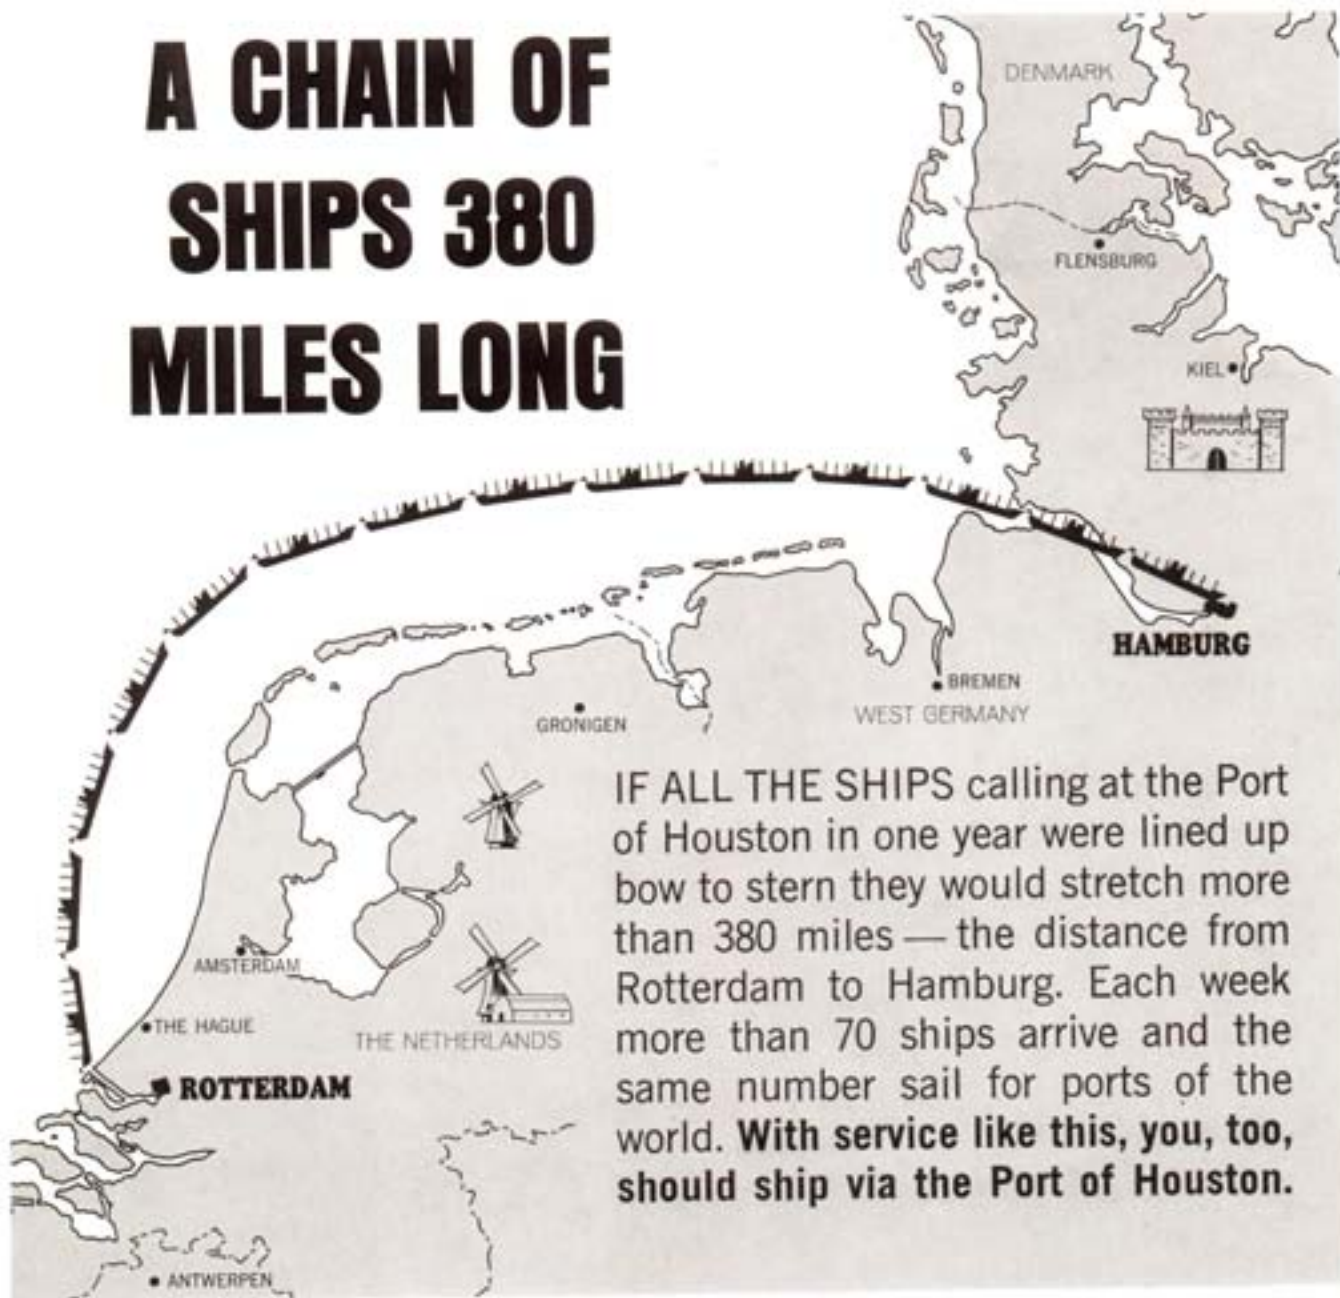 A CHAIN OF
SHIPS 380
MILES LONG
DENMARK
FLENSBURG
KIEL
HAMBURG
BREMEN
WEST GERMANY
GRONIGEN
IF ALL THE SHIPS calling at the Port
of Houston in one year were lined up
bow to stern they would stretch more
than 380 miles — the distance from
Rotterdam to Hamburg. Each week
more than 70 ships arrive and the
same number sail for ports of the
world. With service like this, you, too,
should ship via the Port of Houston.
AMSTERDAM
THE HAGUE
THE NETHERLANDS
ROTTERDAM
ANTWERPEN